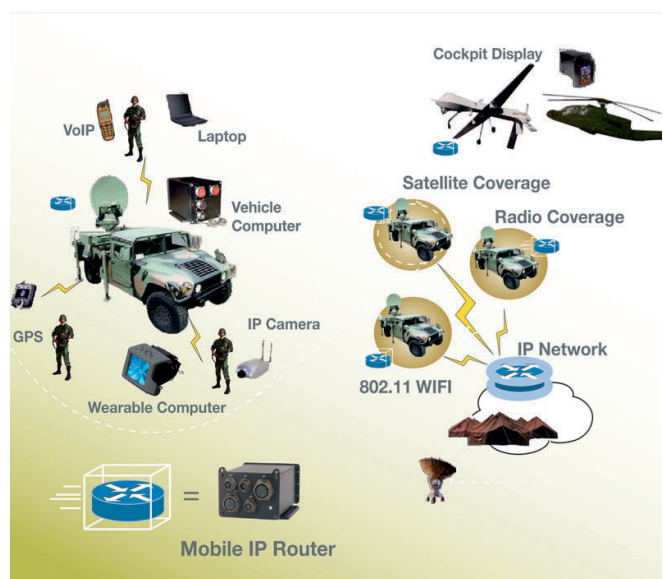 Cockpit Display
VoIP
Laptop
Satellite Coverage
Vehicle
Computer
Radio Coverage
GPS
IP Camera
IP Network
802.11 WIFI
Wearable Computer
=
Mobile IP Router